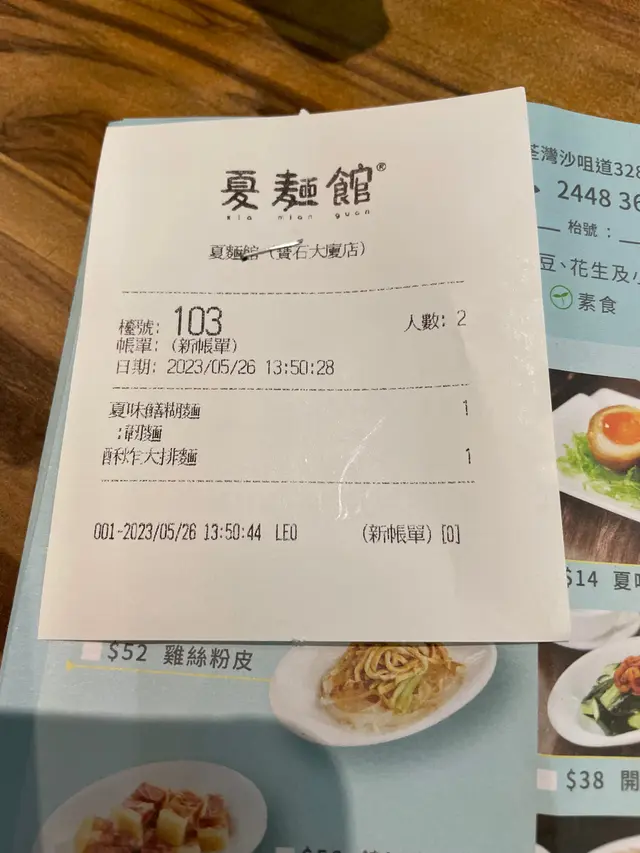 夏麵館®
xia mian guan
夏麵館 (寶石大廈店)
檯號: 103
人數: 2
帳單: (新帳單)
日期: 2023/05/26 13:50:28
夏味鱔糊麵 1
:韌麵
酥炸大排麵 1
001-2023/05/26 13:50:44 LEO (新帳單) [0]
荃灣沙咀道328
2448 36
枱號:
豆、花生及小
素食
$14 夏味
$52 雞絲粉皮
$38 開